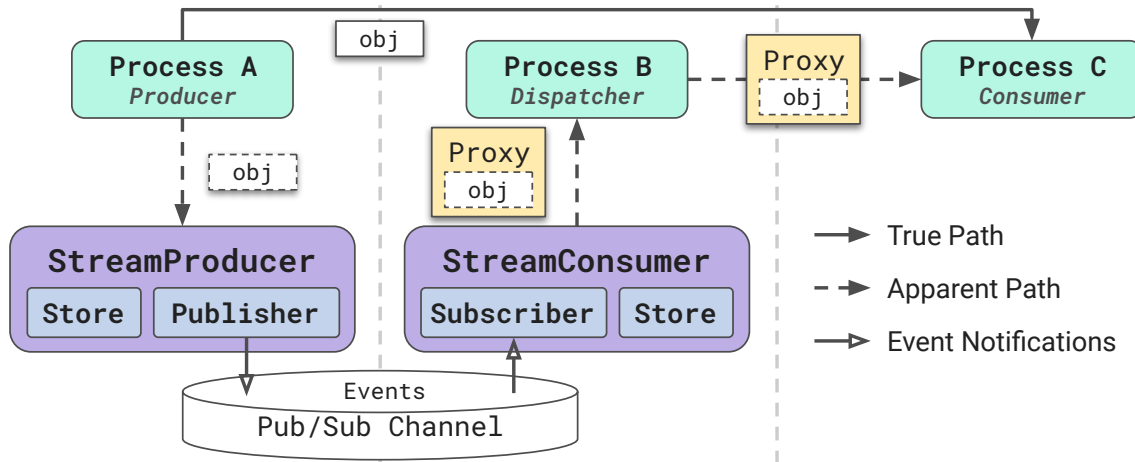 obj
Process A
Producer
Process B
Dispatcher
Proxy
obj
Process C
Consumer
obj
Proxy
obj
StreamProducer
Store
Publisher
StreamConsumer
Subscriber
Store
True Path
Apparent Path
Event Notifications
Events
Pub/Sub Channel